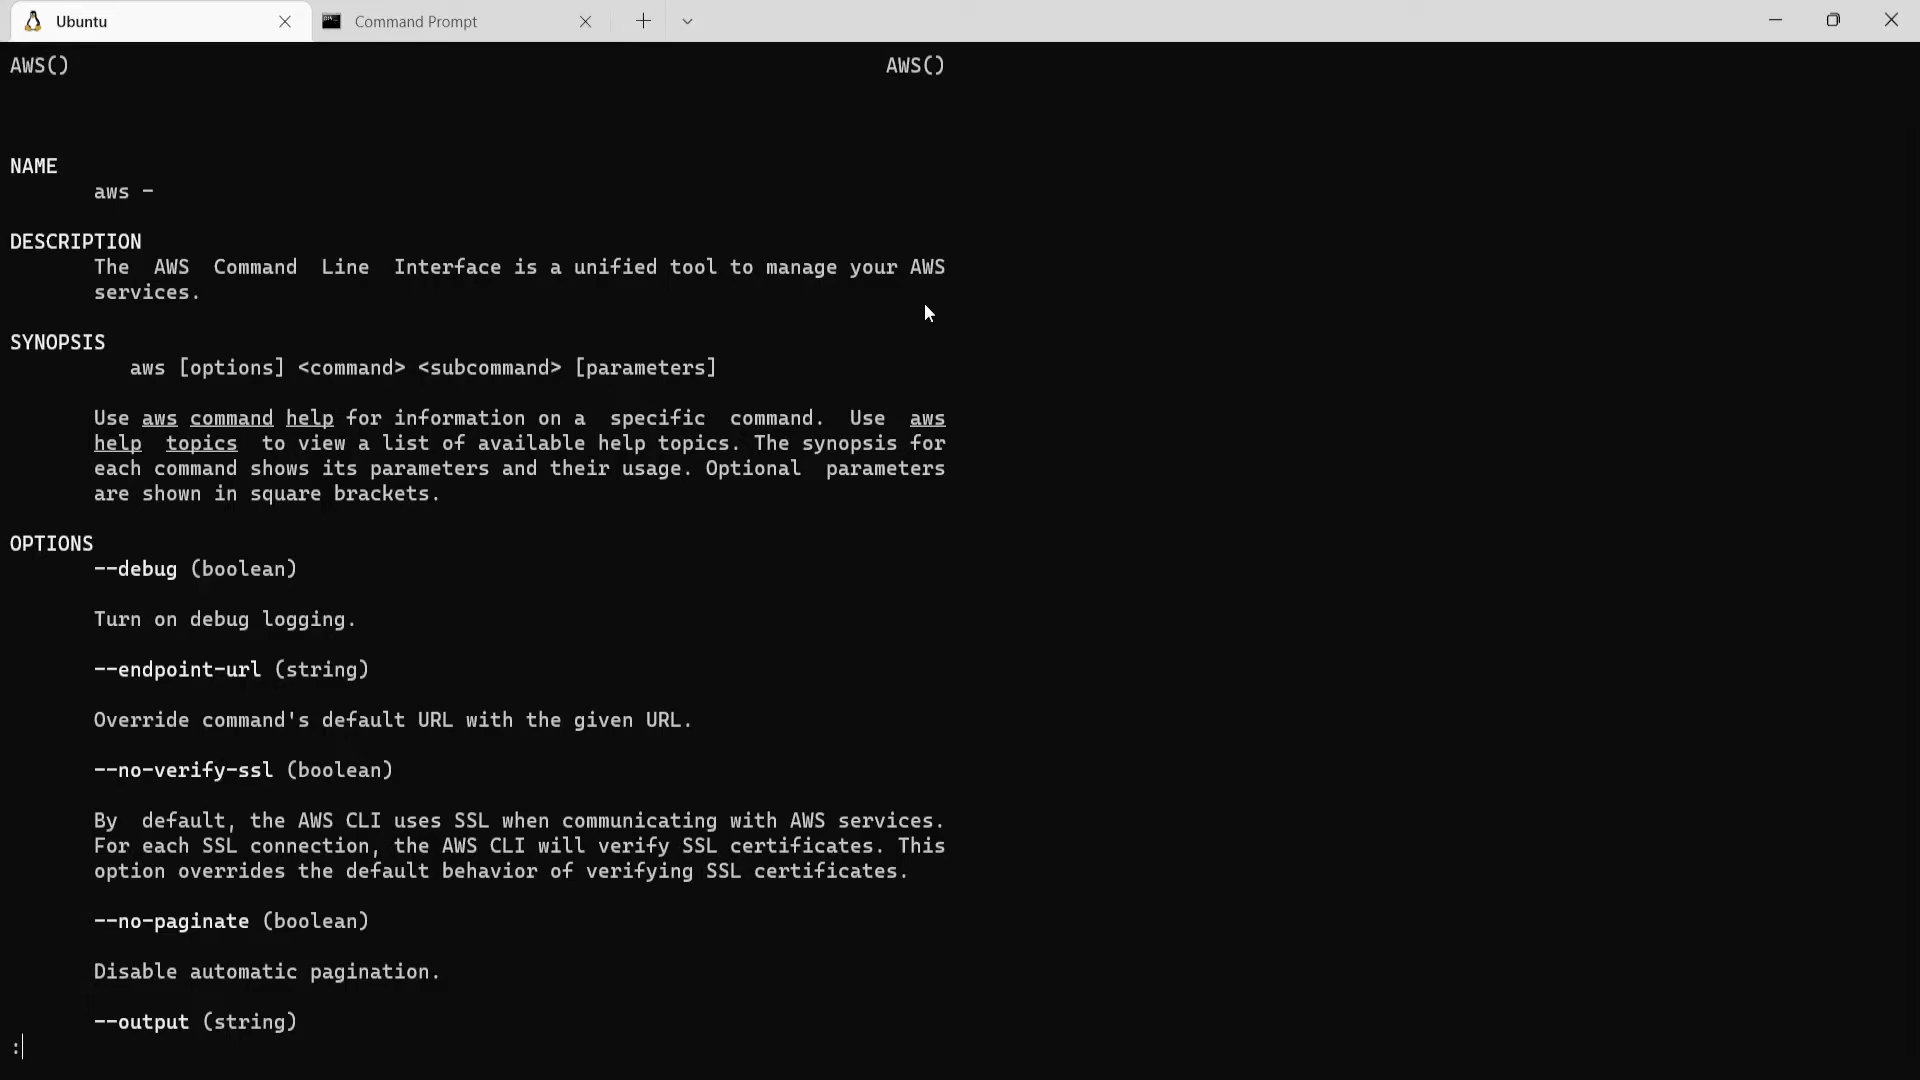 Ubuntu
Command Prompt
AWS() AWS()
NAME
aws -
DESCRIPTION
The AWS Command Line Interface is a unified tool to manage your AWS
services.
SYNOPSIS
aws [options] <command> <subcommand> [parameters]
Use aws command help for information on a specific command. Use aws
help topics to view a list of available help topics. The synopsis for
each command shows its parameters and their usage. Optional parameters
are shown in square brackets.
OPTIONS
--debug (boolean)
Turn on debug logging.
--endpoint-url (string)
Override command's default URL with the given URL.
--no-verify-ssl (boolean)
By default, the AWS CLI uses SSL when communicating with AWS services.
For each SSL connection, the AWS CLI will verify SSL certificates. This
option overrides the default behavior of verifying SSL certificates.
--no-paginate (boolean)
Disable automatic pagination.
--output (string)
: